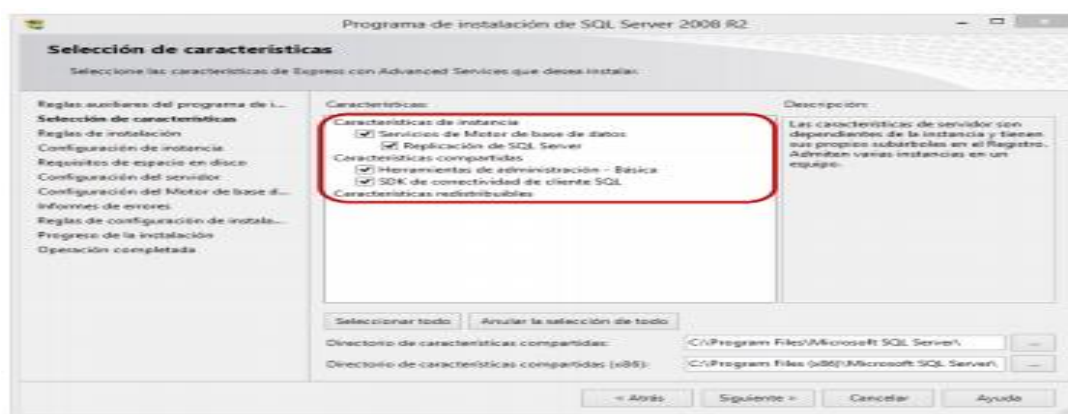 Programa de instalación de SQL Server 2008 R2
Selección de características
Seleccione las características de Express con Advanced Services que desea instalar.
Reglas auxiliares del programa de i...
Selección de características
Reglas de instalación
Configuración de instancia
Requisitos de espacio en disco
Configuración del servidor
Configuración del Motor de base d...
Informes de errores
Reglas de configuración de instala...
Progreso de la instalación
Operación completada
Características:
Características de instancia
Servicios de Motor de base de datos
Replicación de SQL Server
Características compartidas
Herramientas de administración - Básica
SDK de conectividad de cliente SQL
Características redistribuibles
Descripción:
Las características de servidor son
dependientes de la instancia y tienen
sus propios subárboles en el Registro.
Admiten varias instancias en un
equipo.
Seleccionar todo
Anular la selección de todo
Directorio de características compartidas:
C:\Program Files\Microsoft SQL Server\
...
Directorio de características compartidas (x86):
C:\Program Files (x86)\Microsoft SQL Server\
...
< Atrás
Siguiente >
Cancelar
Ayuda